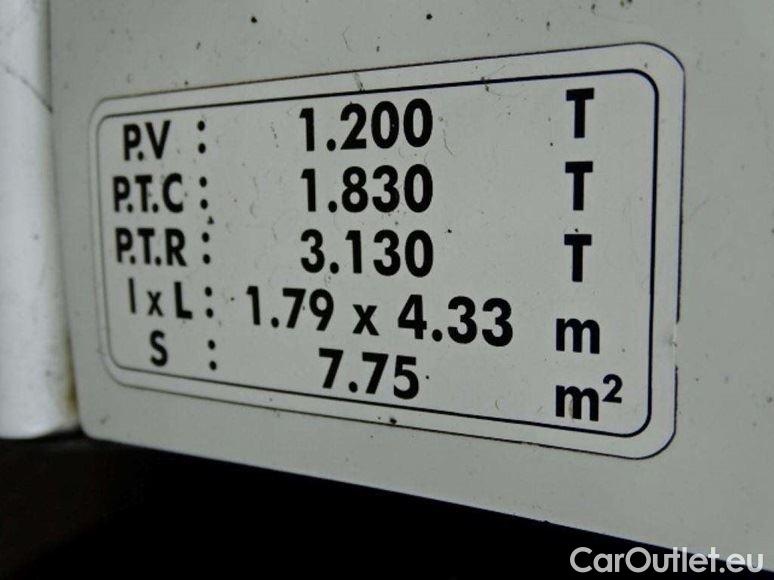 P.V : 1.200 T
P.T.C : 1.830 T
P.T.R : 3.130 T
l x L : 1.79 x 4.33 m
S : 7.75 m²
CarOutlet.eu